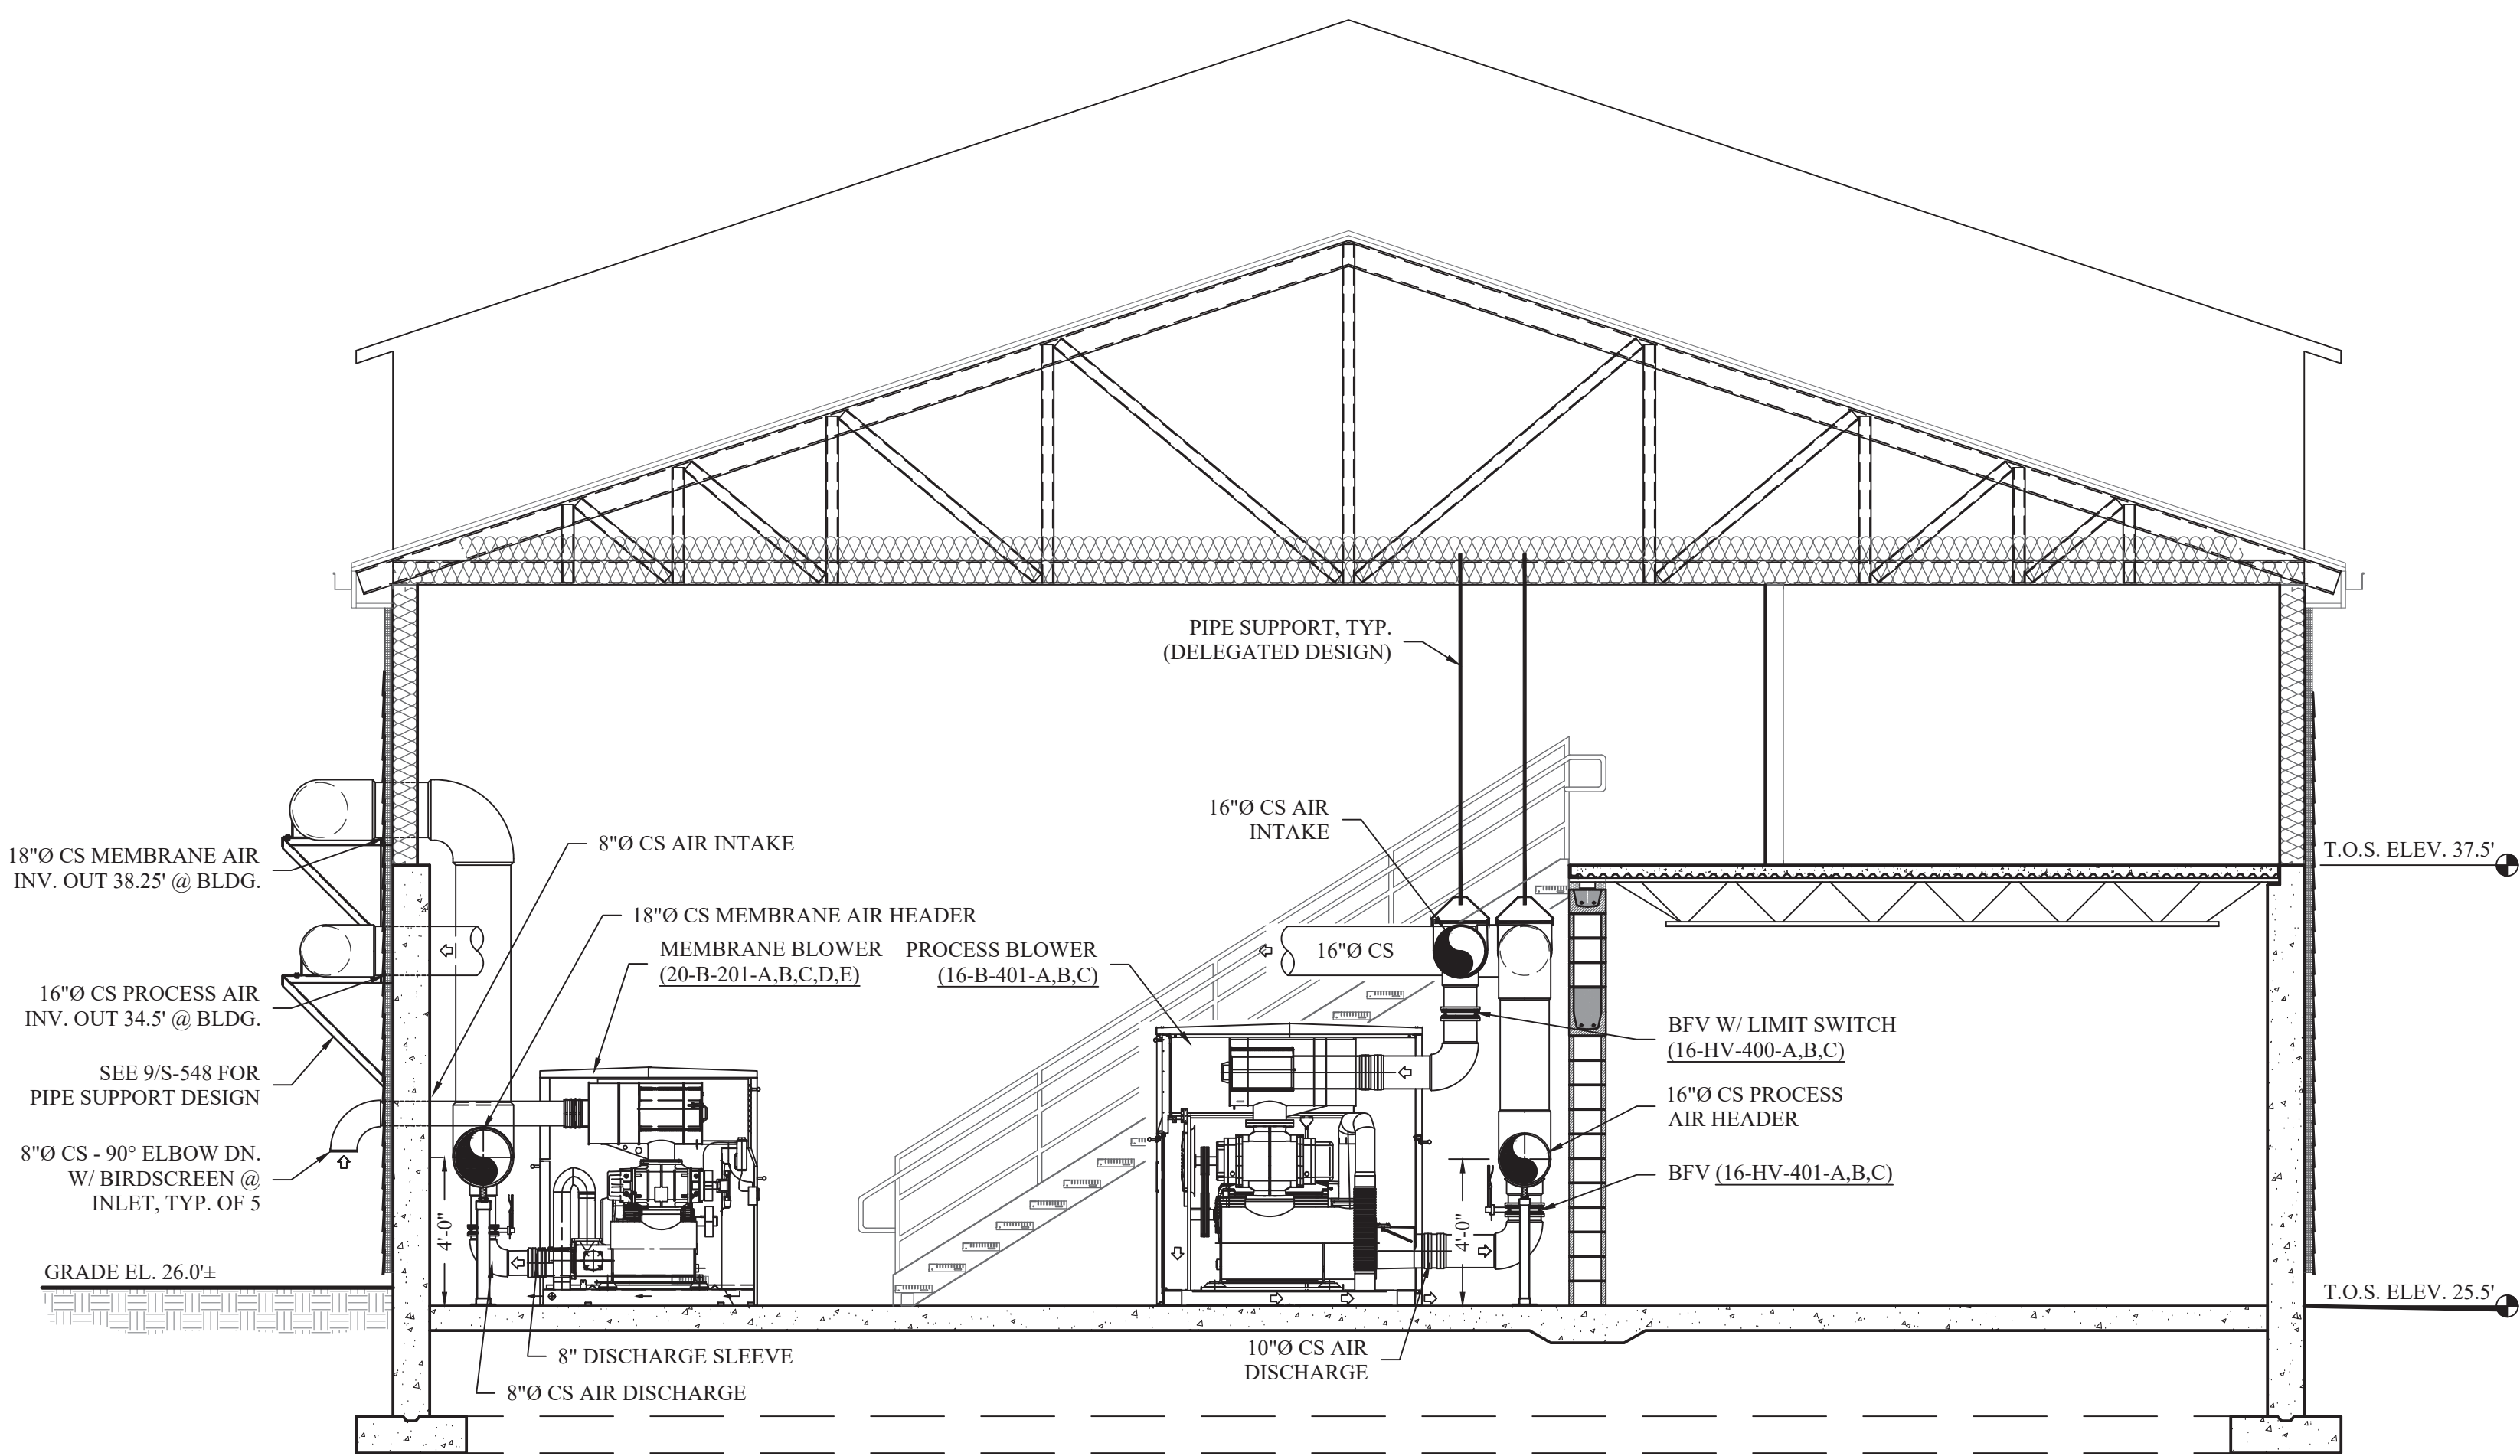 PIPE SUPPORT, TYP.
(DELEGATED DESIGN)
16"Ø CS AIR
INTAKE
18"Ø CS MEMBRANE AIR
INV. OUT 38.25' @ BLDG.
8"Ø CS AIR INTAKE
T.O.S. ELEV. 37.5'
18"Ø CS MEMBRANE AIR HEADER
MEMBRANE BLOWER
(20-B-201-A,B,C,D,E)
PROCESS BLOWER
(16-B-401-A,B,C)
16"Ø CS
16"Ø CS PROCESS AIR
INV. OUT 34.5' @ BLDG.
BFV W/ LIMIT SWITCH
(16-HV-400-A,B,C)
SEE 9/S-548 FOR
PIPE SUPPORT DESIGN
16"Ø CS PROCESS
AIR HEADER
8"Ø CS - 90° ELBOW DN.
W/ BIRDSCREEN @
INLET, TYP. OF 5
BFV (16-HV-401-A,B,C)
4'-0"
4'-0"
GRADE EL. 26.0'±
T.O.S. ELEV. 25.5'
8" DISCHARGE SLEEVE
8"Ø CS AIR DISCHARGE
10"Ø CS AIR
DISCHARGE